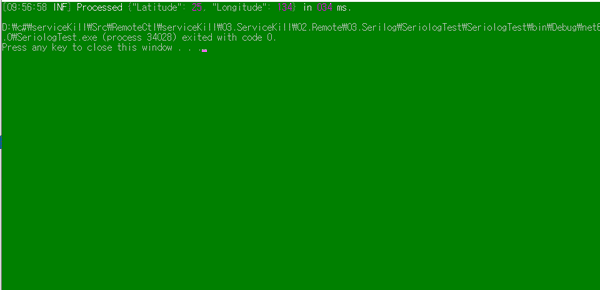 [09:56:58 INF] Processed {"Latitude": 25, "Longitude": 134} in 034 ms.
D:₩c#₩serviceKill₩Src₩RemoteCtl₩serviceKill₩03.ServiceKill₩02.Remote₩03.Serilog₩SeriologTest₩SeriologTest₩bin₩Debug₩net6
.0₩SeriologTest.exe (process 34028) exited with code 0.
Press any key to close this window . . .